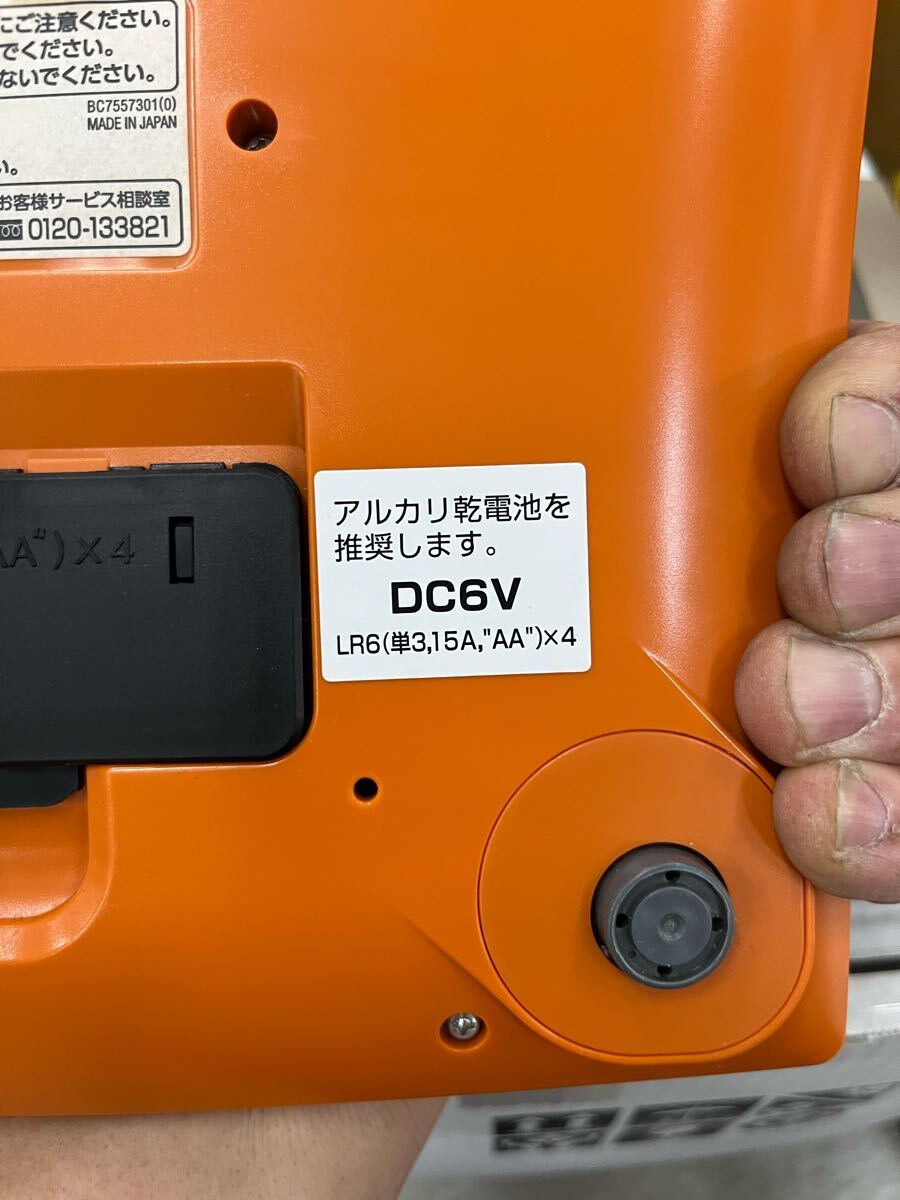 にご注意ください。
でください。
ないでください。
BC7557301(0)
MADE IN JAPAN
い。
お客様サービス相談室
0120-133821
AA")×4
アルカリ乾電池を
推奨します。
DC6V
LR6(単3,15A,"AA")×4